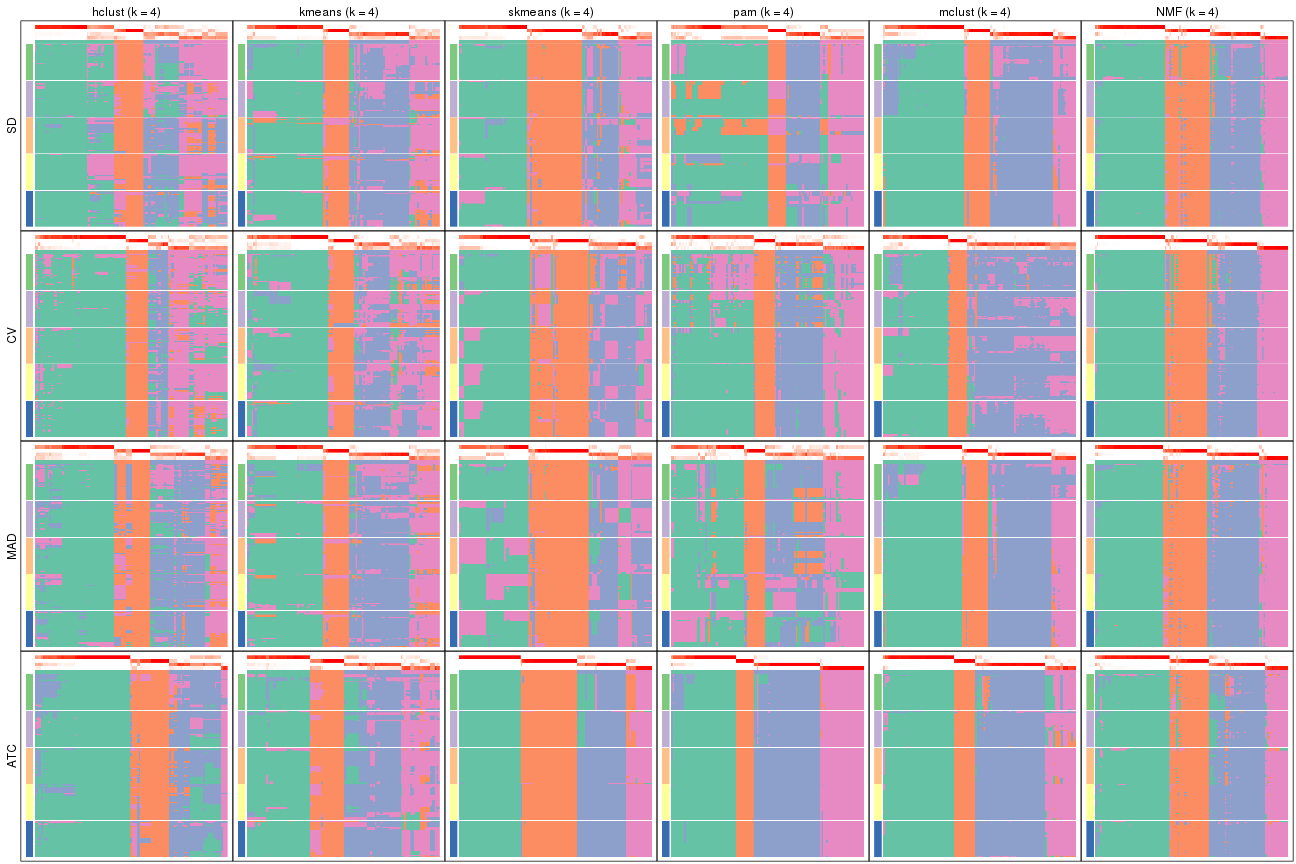 hclust (k = 4)
kmeans (k = 4)
skmeans (k = 4)
pam (k = 4)
mclust (k = 4)
NMF (k = 4)
SD
CV
MAD
ATC